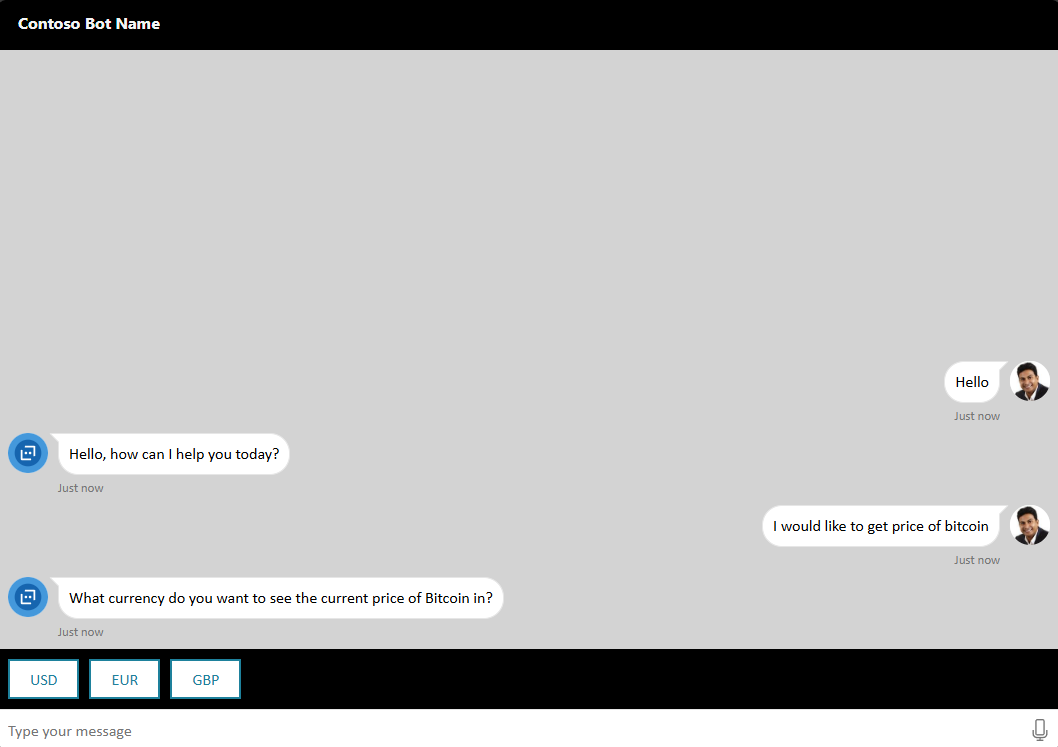 Contoso Bot Name
Hello
Just now
Hello, how can I help you today?
Just now
I would like to get price of bitcoin
Just now
What currency do you want to see the current price of Bitcoin in?
Just now
USD EUR GBP
Type your message